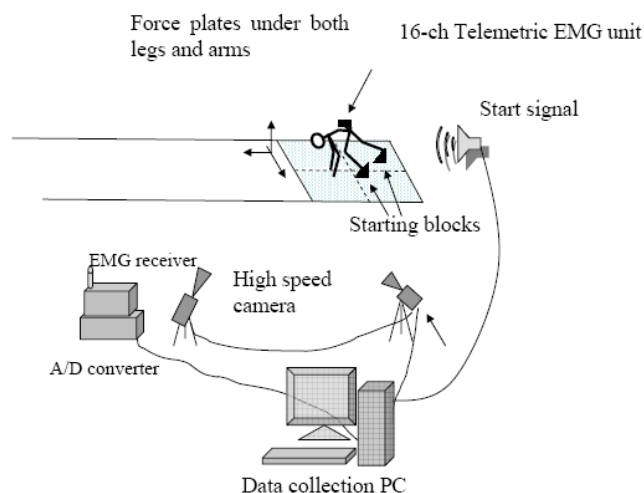 Force plates under both
legs and arms
16-ch Telemetric EMG unit
Start signal
Starting blocks
EMG receiver
High speed
camera
A/D converter
Data collection PC